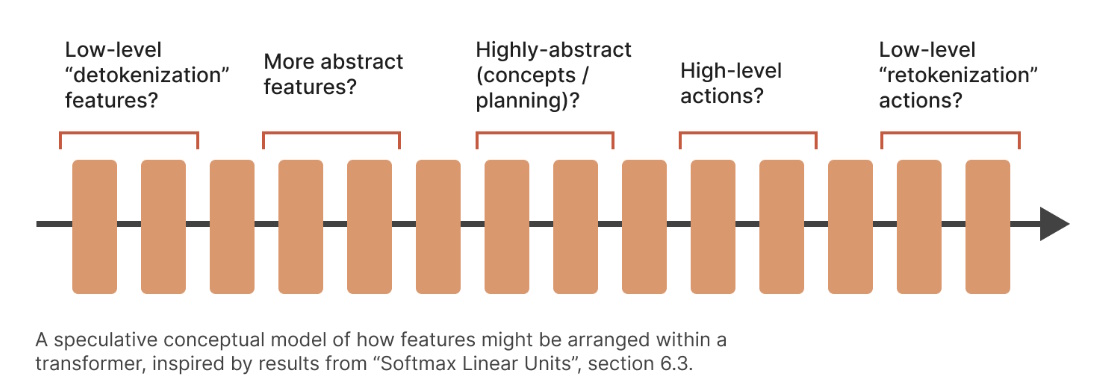 Low-level
“detokenization”
features?
More abstract
features?
Highly-abstract
(concepts /
planning)?
High-level
actions?
Low-level
“retokenization”
actions?
A speculative conceptual model of how features might be arranged within a
transformer, inspired by results from “Softmax Linear Units”, section 6.3.